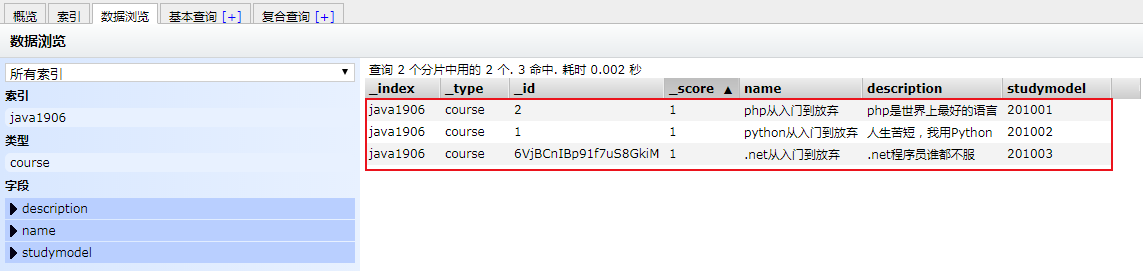 概览 索引 数据浏览 基本查询 [+] 复合查询 [+]
数据浏览
所有索引
索引
java1906
类型
course
字段
description
name
studymodel
查询 2 个分片中用的 2 个. 3 命中. 耗时 0.002 秒
_index _type _id _score ▲ name description studymodel
java1906 course 2 1 php从入门到放弃 php是世界上最好的语言 201001
java1906 course 1 1 python从入门到放弃 人生苦短，我用Python 201002
java1906 course 6VjBCnIBp91f7uS8GkiM 1 .net从入门到放弃 .net程序员谁都不服 201003